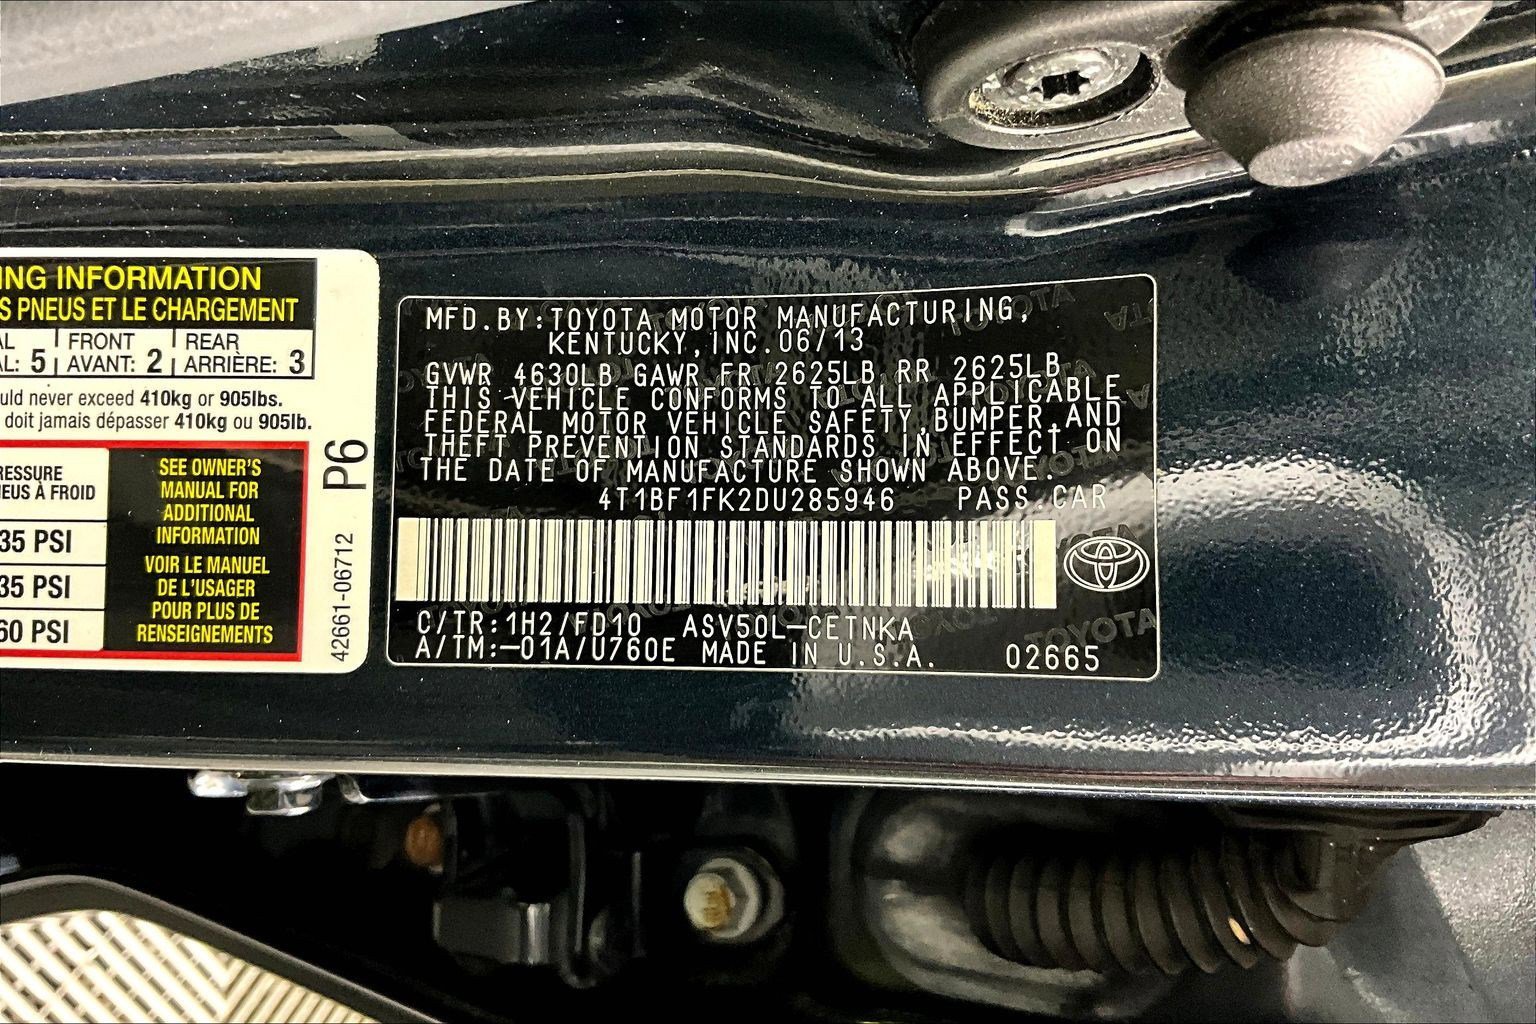 ING INFORMATION
S PNEUS ET LE CHARGEMENT
AL FRONT REAR
AL: 5 AVANT: 2 ARRIÈRE: 3
uld never exceed 410kg or 905lbs.
doit jamais dépasser 410kg ou 905lb.
RESSURE
NEUS À FROID
35 PSI
35 PSI
60 PSI
SEE OWNER'S
MANUAL FOR
ADDITIONAL
INFORMATION
VOIR LE MANUEL
DE L'USAGER
POUR PLUS DE
RENSEIGNEMENTS
P6
42661-06712
MFD.BY:TOYOTA MOTOR MANUFACTURING,
KENTUCKY,INC.06/13
GVWR 4630LB GAWR FR 2625LB RR 2625LB
THIS VEHICLE CONFORMS TO ALL APPLICABLE
FEDERAL MOTOR VEHICLE SAFETY,BUMPER,AND
THEFT PREVENTION STANDARDS IN EFFECT ON
THE DATE OF MANUFACTURE SHOWN ABOVE.
4T1BF1FK2DU285946 PASS.CAR
C/TR:1H2/FD10 ASV50L-CETNKA
A/TM:-01A/U760E MADE IN U.S.A. 02665
TOYOTA